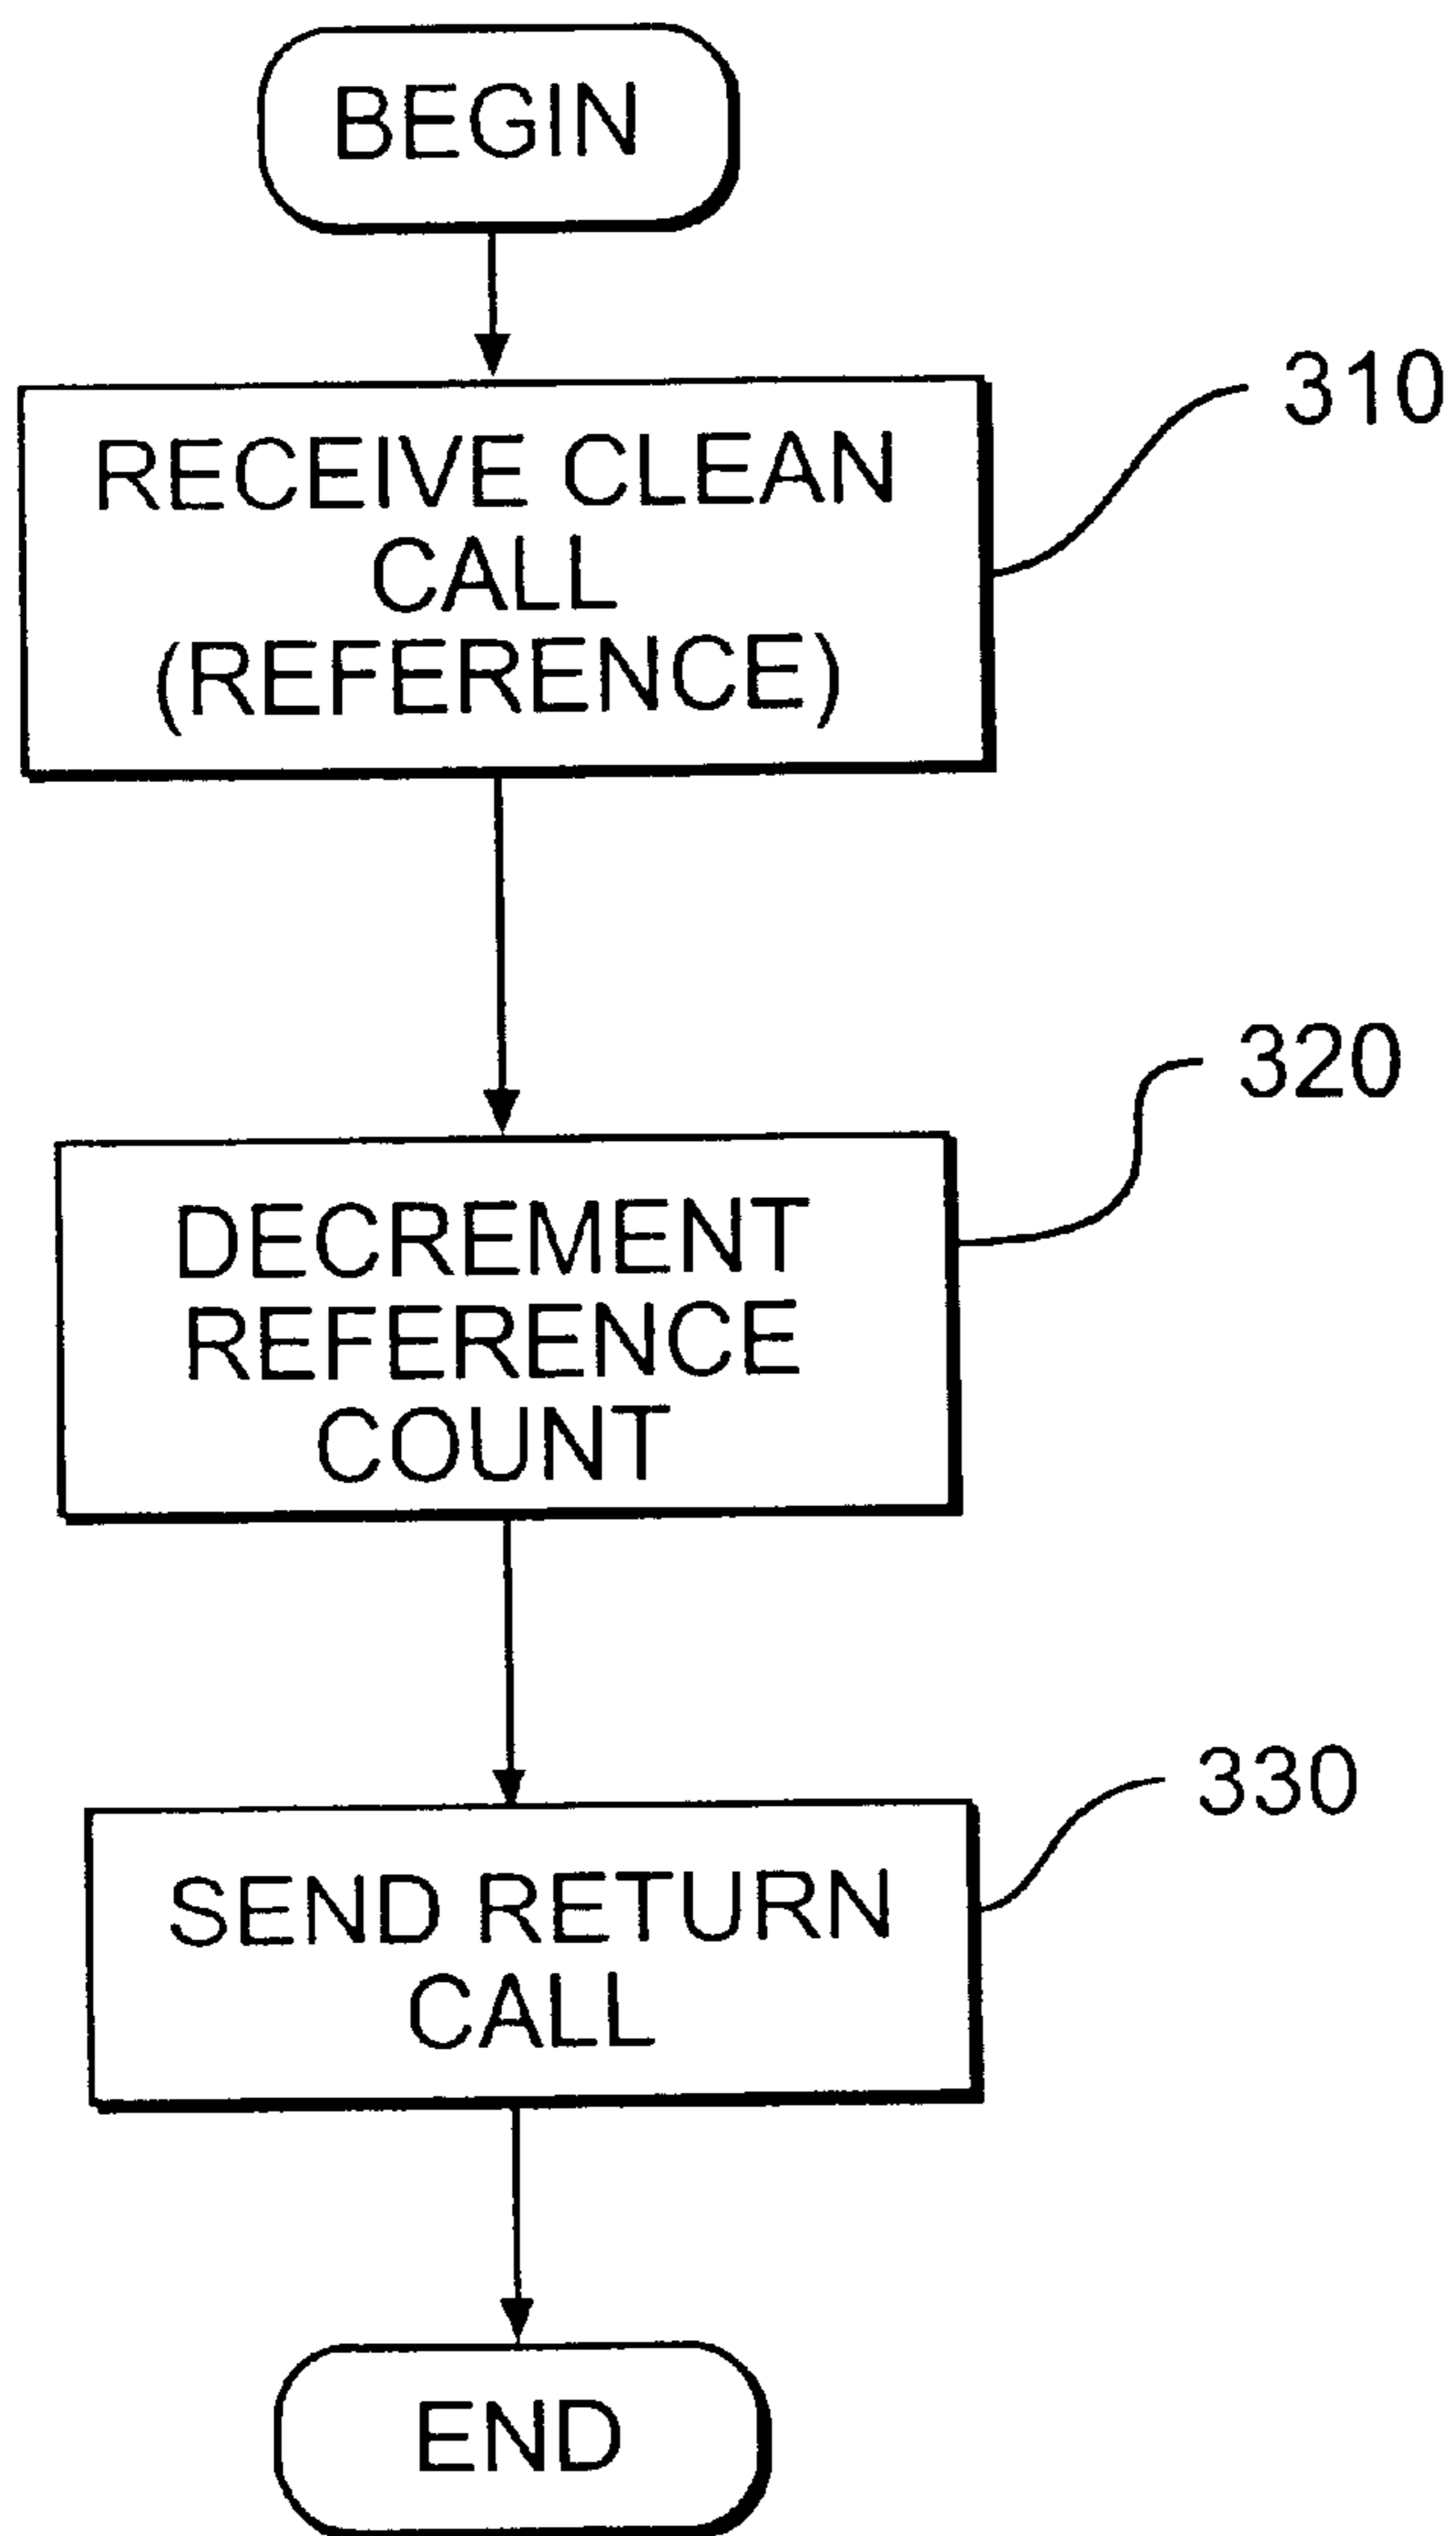 BEGIN
RECEIVE CLEAN
CALL
(REFERENCE)
310
DECREMENT
REFERENCE
COUNT
320
SEND RETURN
CALL
330
END